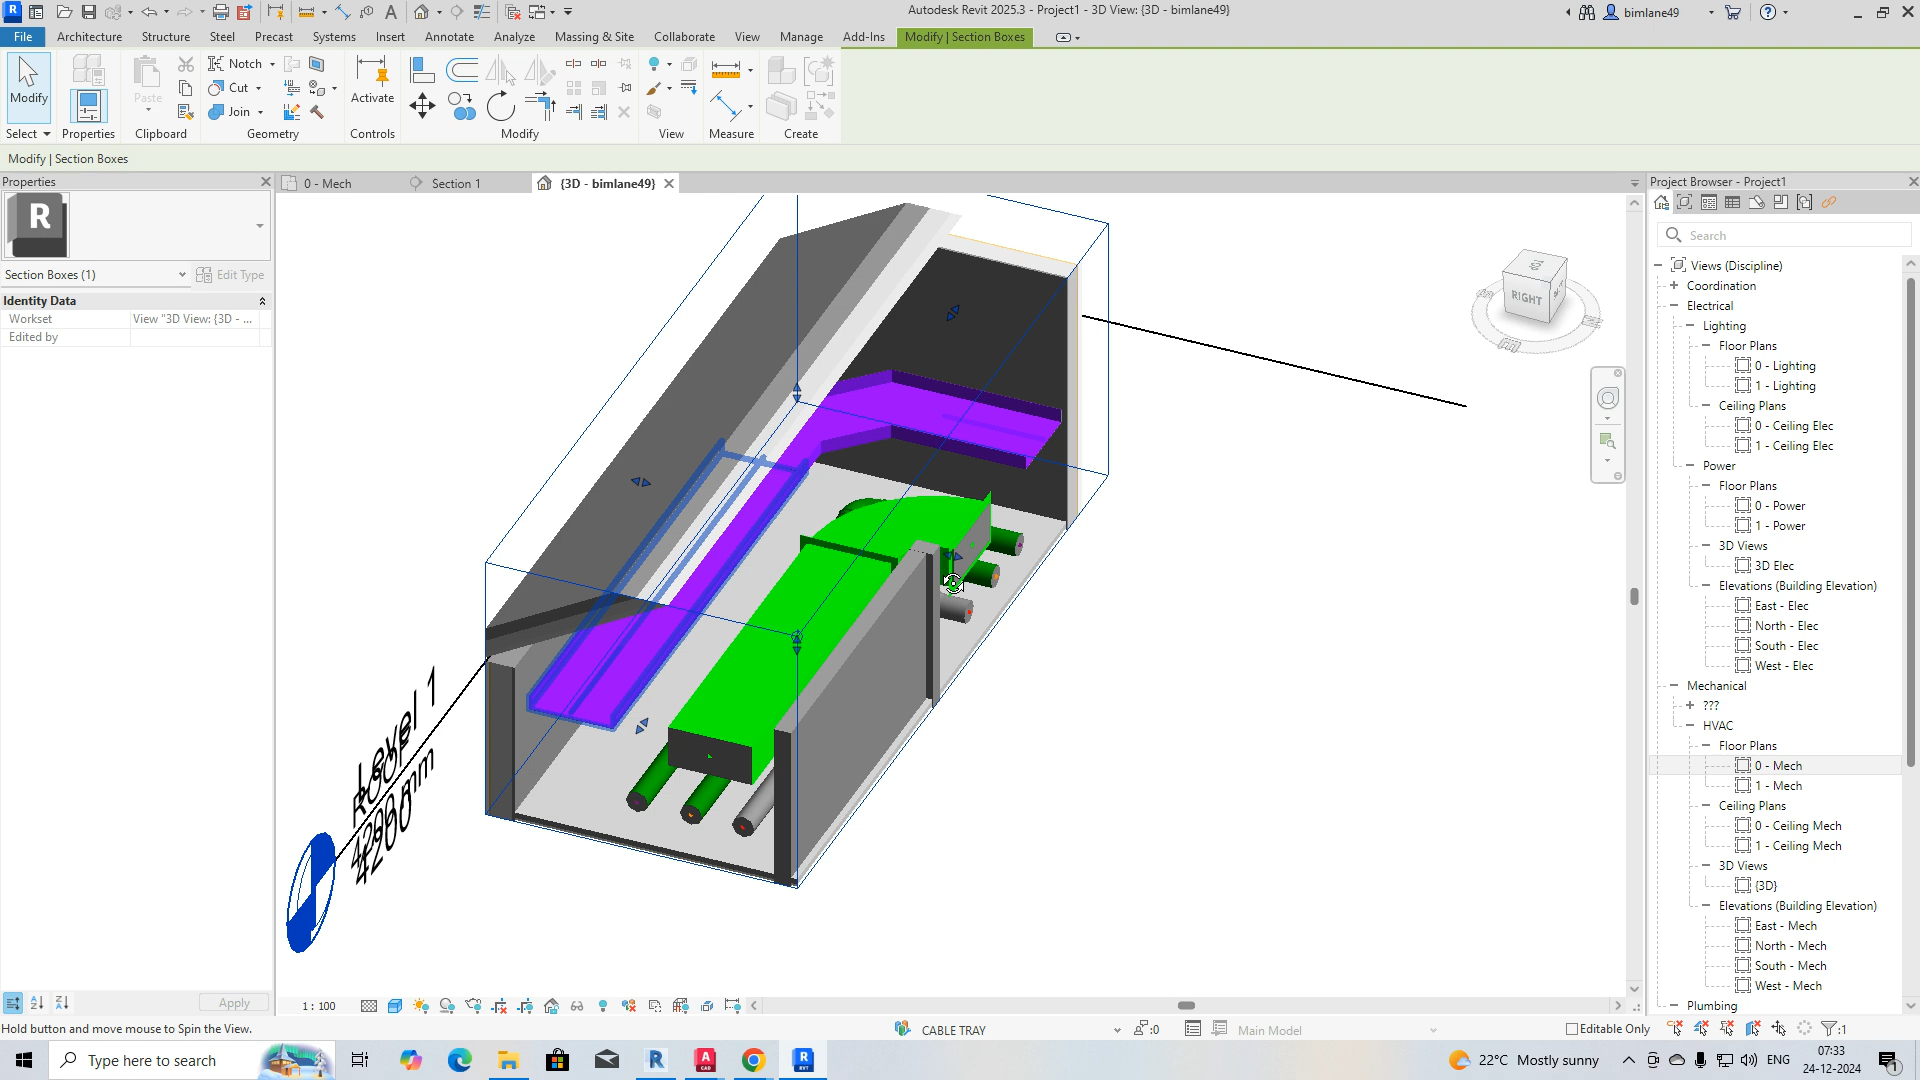 Autodesk Revit 2025.3 - Project1 - 3D View: {3D - bimlane49}
bimlane49
File Architecture Structure Steel Precast Systems Insert Annotate Analyze Massing & Site Collaborate View Manage Add-Ins Modify | Section Boxes
Modify
Paste
Notch
Cut
Join
Activate
Select Properties Clipboard Geometry Controls Modify View Measure Create
Modify | Section Boxes
Properties
0 - Mech
Section 1
{3D - bimlane49}
R
Section Boxes (1)
Edit Type
Identity Data
Workset View "3D View: {3D - ...
Edited by
Apply
Level 1
RIGHT
TOP
1 : 100
Project Browser - Project1
Search
Views (Discipline)
Coordination
Electrical
Lighting
Floor Plans
0 - Lighting
1 - Lighting
Ceiling Plans
0 - Ceiling Elec
1 - Ceiling Elec
Power
Floor Plans
0 - Power
1 - Power
3D Views
3D Elec
Elevations (Building Elevation)
East - Elec
North - Elec
South - Elec
West - Elec
Mechanical
???
HVAC
Floor Plans
0 - Mech
1 - Mech
Ceiling Plans
0 - Ceiling Mech
1 - Ceiling Mech
3D Views
{3D}
Elevations (Building Elevation)
East - Mech
North - Mech
South - Mech
West - Mech
Plumbing
Hold button and move mouse to Spin the View.
CABLE TRAY
:0
Main Model
Editable Only
:1
Type here to search
22°C Mostly sunny
ENG
07:33
24-12-2024